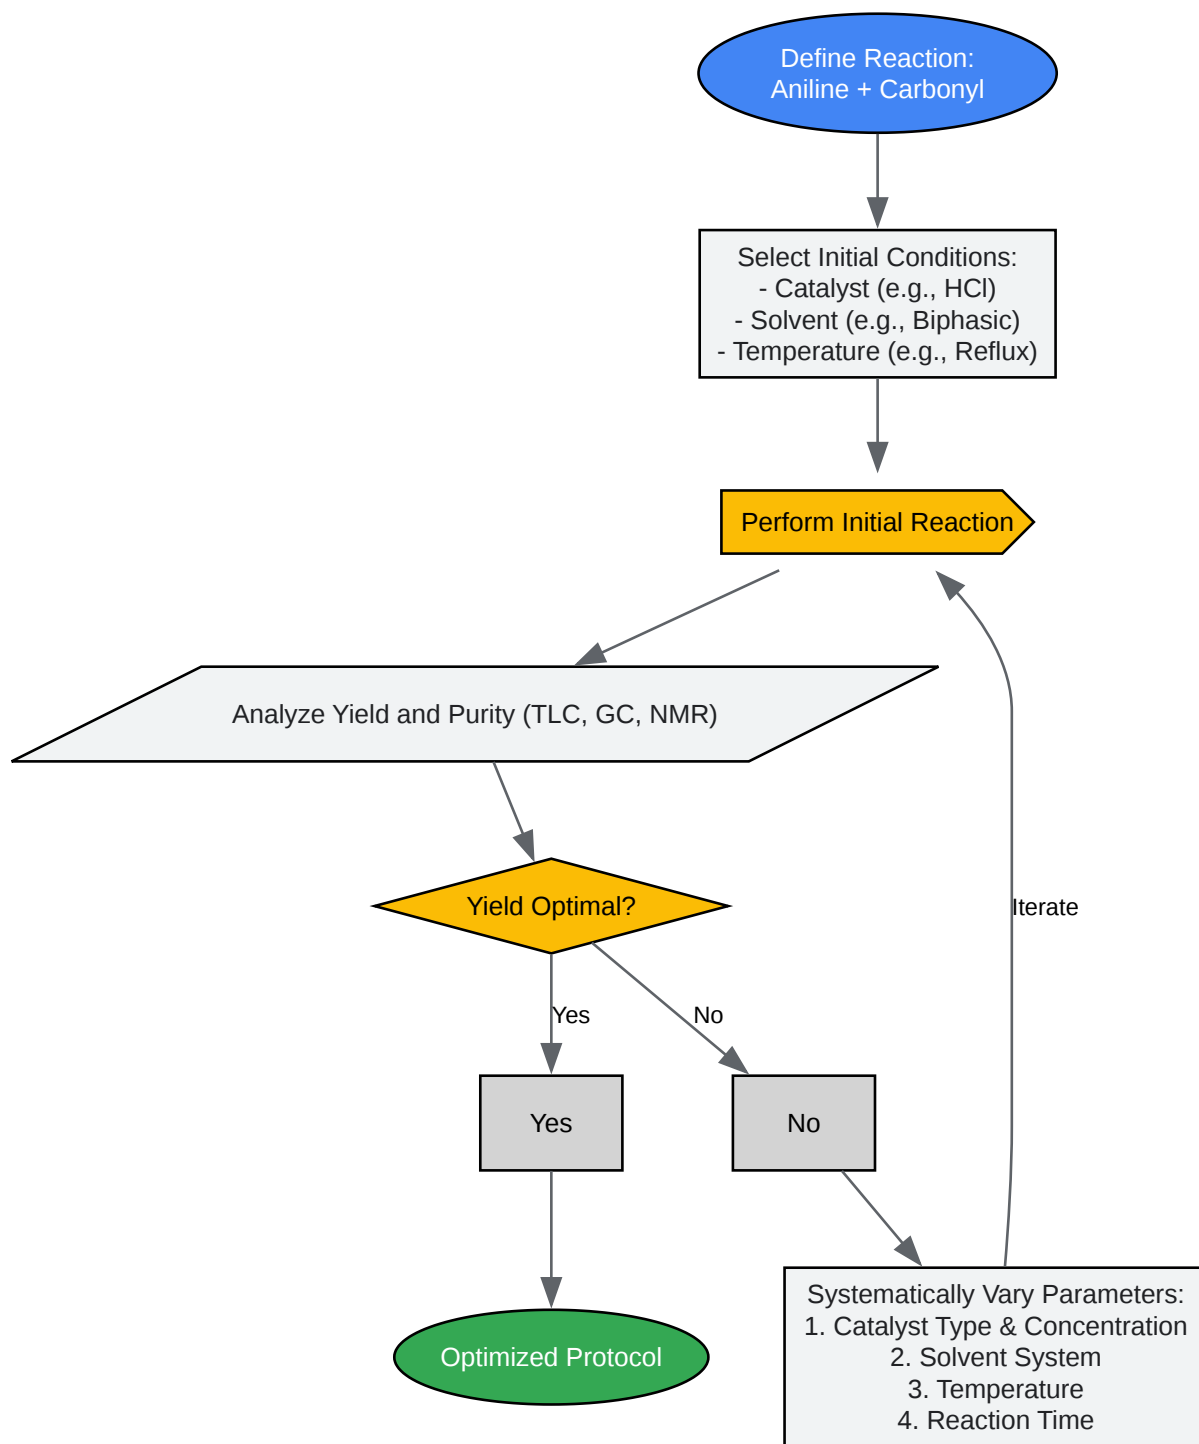 Define Reaction:
Aniline + Carbonyl
Select Initial Conditions:
- Catalyst (e.g., HCl)
- Solvent (e.g., Biphasic)
- Temperature (e.g., Reflux)
Perform Initial Reaction
Analyze Yield and Purity (TLC, GC, NMR)
Yield Optimal?
Iterate
Yes
No
Yes
No
Systematically Vary Parameters:
1. Catalyst Type & Concentration
2. Solvent System
3. Temperature
4. Reaction Time
Optimized Protocol